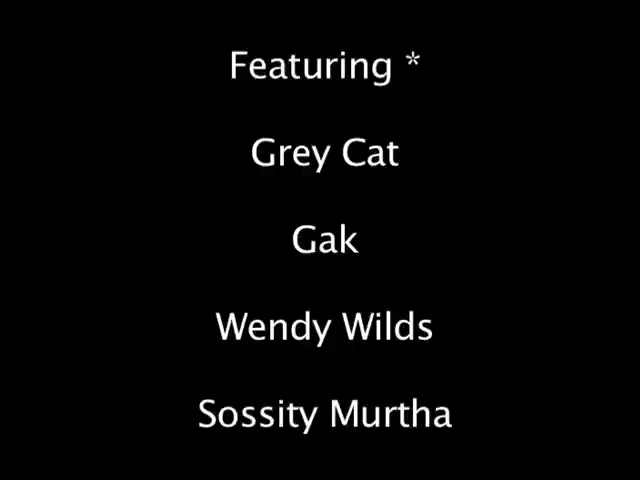 Featuring *
Grey Cat
Gak
Wendy Wilds
Sossity Murtha